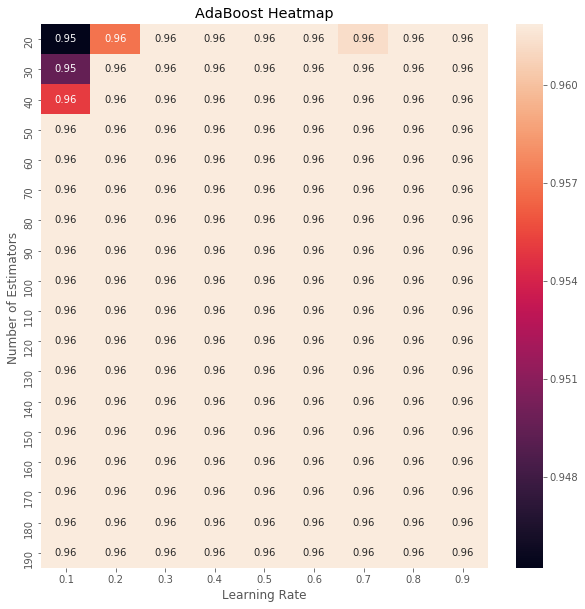 AdaBoost Heatmap
Number of Estimators
20 0.95 0.96 0.96 0.96 0.96 0.96 0.96 0.96 0.96
30 0.95 0.96 0.96 0.96 0.96 0.96 0.96 0.96 0.96
40 0.96 0.96 0.96 0.96 0.96 0.96 0.96 0.96 0.96
50 0.96 0.96 0.96 0.96 0.96 0.96 0.96 0.96 0.96
60 0.96 0.96 0.96 0.96 0.96 0.96 0.96 0.96 0.96
70 0.96 0.96 0.96 0.96 0.96 0.96 0.96 0.96 0.96
80 0.96 0.96 0.96 0.96 0.96 0.96 0.96 0.96 0.96
90 0.96 0.96 0.96 0.96 0.96 0.96 0.96 0.96 0.96
100 0.96 0.96 0.96 0.96 0.96 0.96 0.96 0.96 0.96
110 0.96 0.96 0.96 0.96 0.96 0.96 0.96 0.96 0.96
120 0.96 0.96 0.96 0.96 0.96 0.96 0.96 0.96 0.96
130 0.96 0.96 0.96 0.96 0.96 0.96 0.96 0.96 0.96
140 0.96 0.96 0.96 0.96 0.96 0.96 0.96 0.96 0.96
150 0.96 0.96 0.96 0.96 0.96 0.96 0.96 0.96 0.96
160 0.96 0.96 0.96 0.96 0.96 0.96 0.96 0.96 0.96
170 0.96 0.96 0.96 0.96 0.96 0.96 0.96 0.96 0.96
180 0.96 0.96 0.96 0.96 0.96 0.96 0.96 0.96 0.96
190 0.96 0.96 0.96 0.96 0.96 0.96 0.96 0.96 0.96
0.1 0.2 0.3 0.4 0.5 0.6 0.7 0.8 0.9
Learning Rate
0.960
0.957
0.954
0.951
0.948